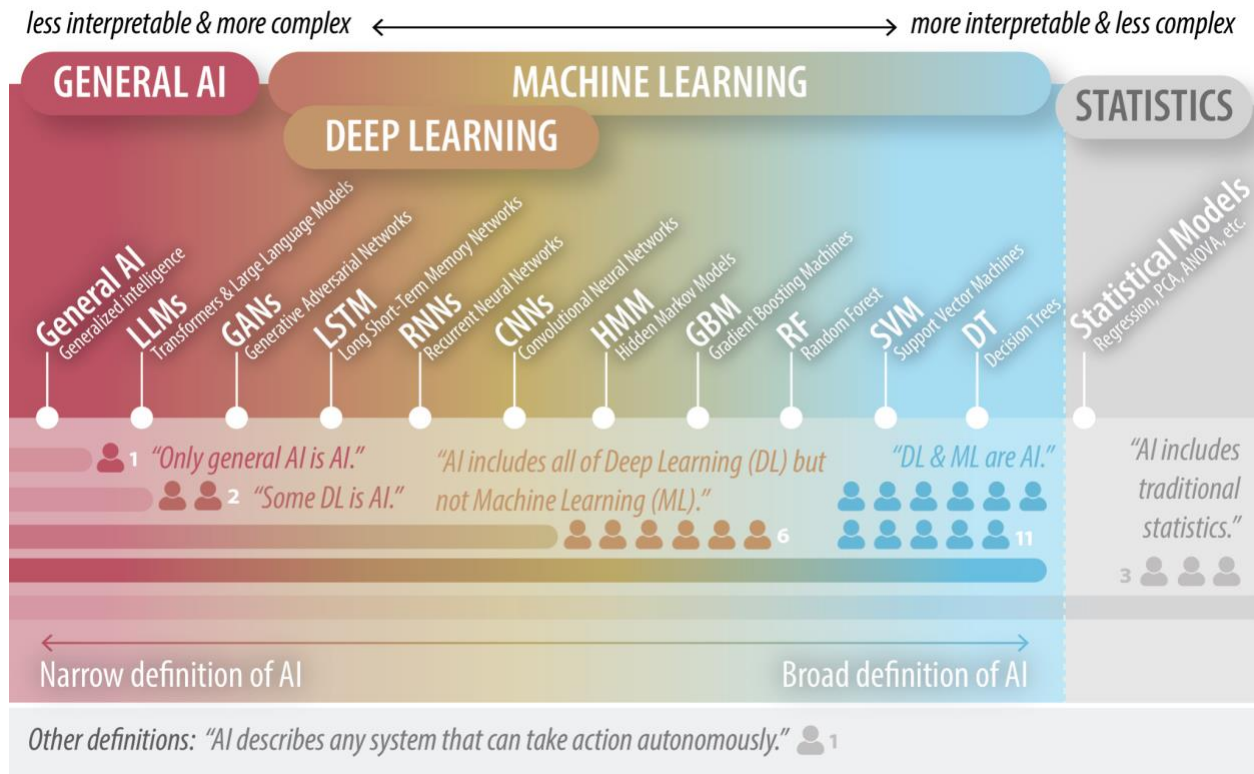 less interpretable & more complex
more interpretable & less complex
GENERAL AI
MACHINE LEARNING
DEEP LEARNING
STATISTICS
General AI
Generalized intelligence
LLMs
Transformers & Large Language Models
GANs
Generative Adversarial Networks
LSTM
Long Short-Term Memory Networks
RNNs
Recurrent Neural Networks
CNNs
Convolutional Neural Networks
HMM
Hidden Markov Models
GBM
Gradient Boosting Machines
RF
Random Forest
SVM
Support Vector Machines
DT
Decision Trees
Statistical Models
Regression, PCA, ANOVA, etc.
1 “Only general AI is AI.”
2 “Some DL is AI.”
“AI includes all of Deep Learning (DL) but
not Machine Learning (ML).”
6
“DL & ML are AI.”
11
“AI includes
traditional
statistics.”
3
Narrow definition of AI
Broad definition of AI
Other definitions: “AI describes any system that can take action autonomously.” 1